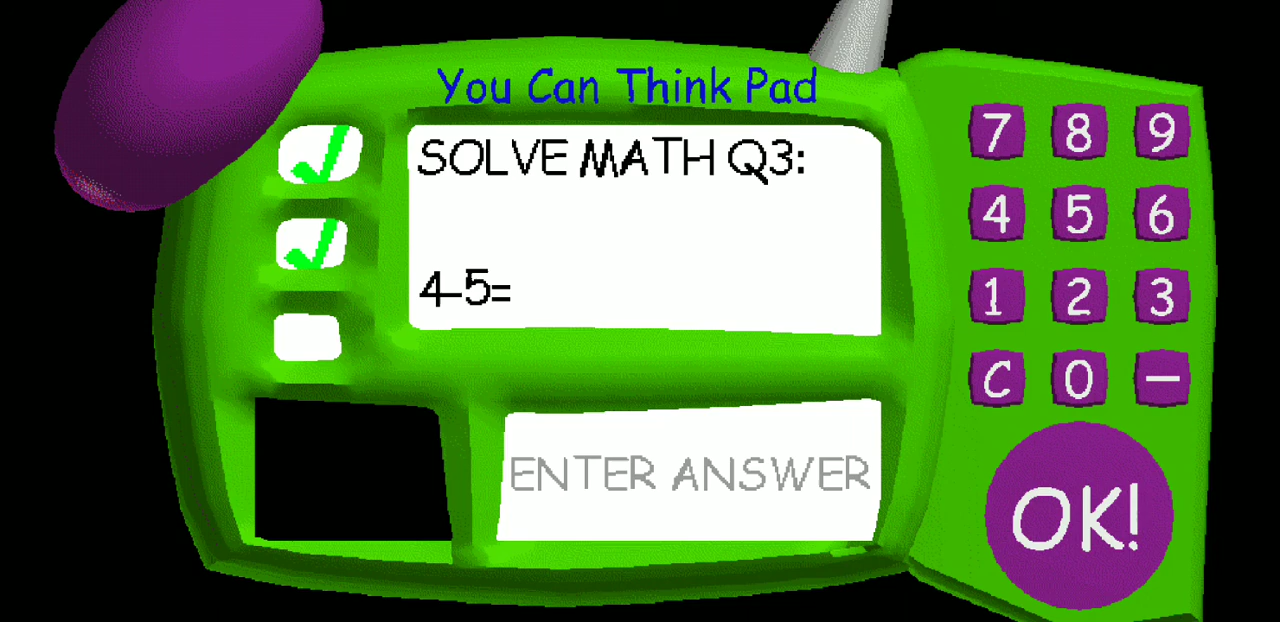 You Can Think Pad
SOLVE MATH Q3:
4-5=
ENTER ANSWER
7 8 9
4 5 6
1 2 3
C 0 -
OK!